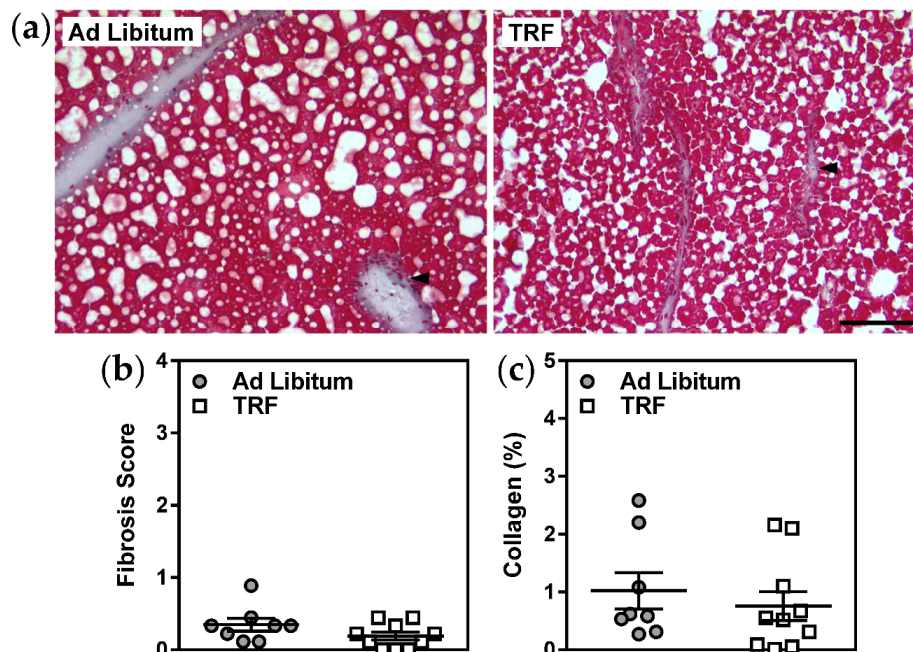 (a) Ad Libitum
TRF
(b)
Ad Libitum
TRF
Fibrosis Score
4
3
2
1
0
(c)
Ad Libitum
TRF
Collagen (%)
5
4
3
2
1
0